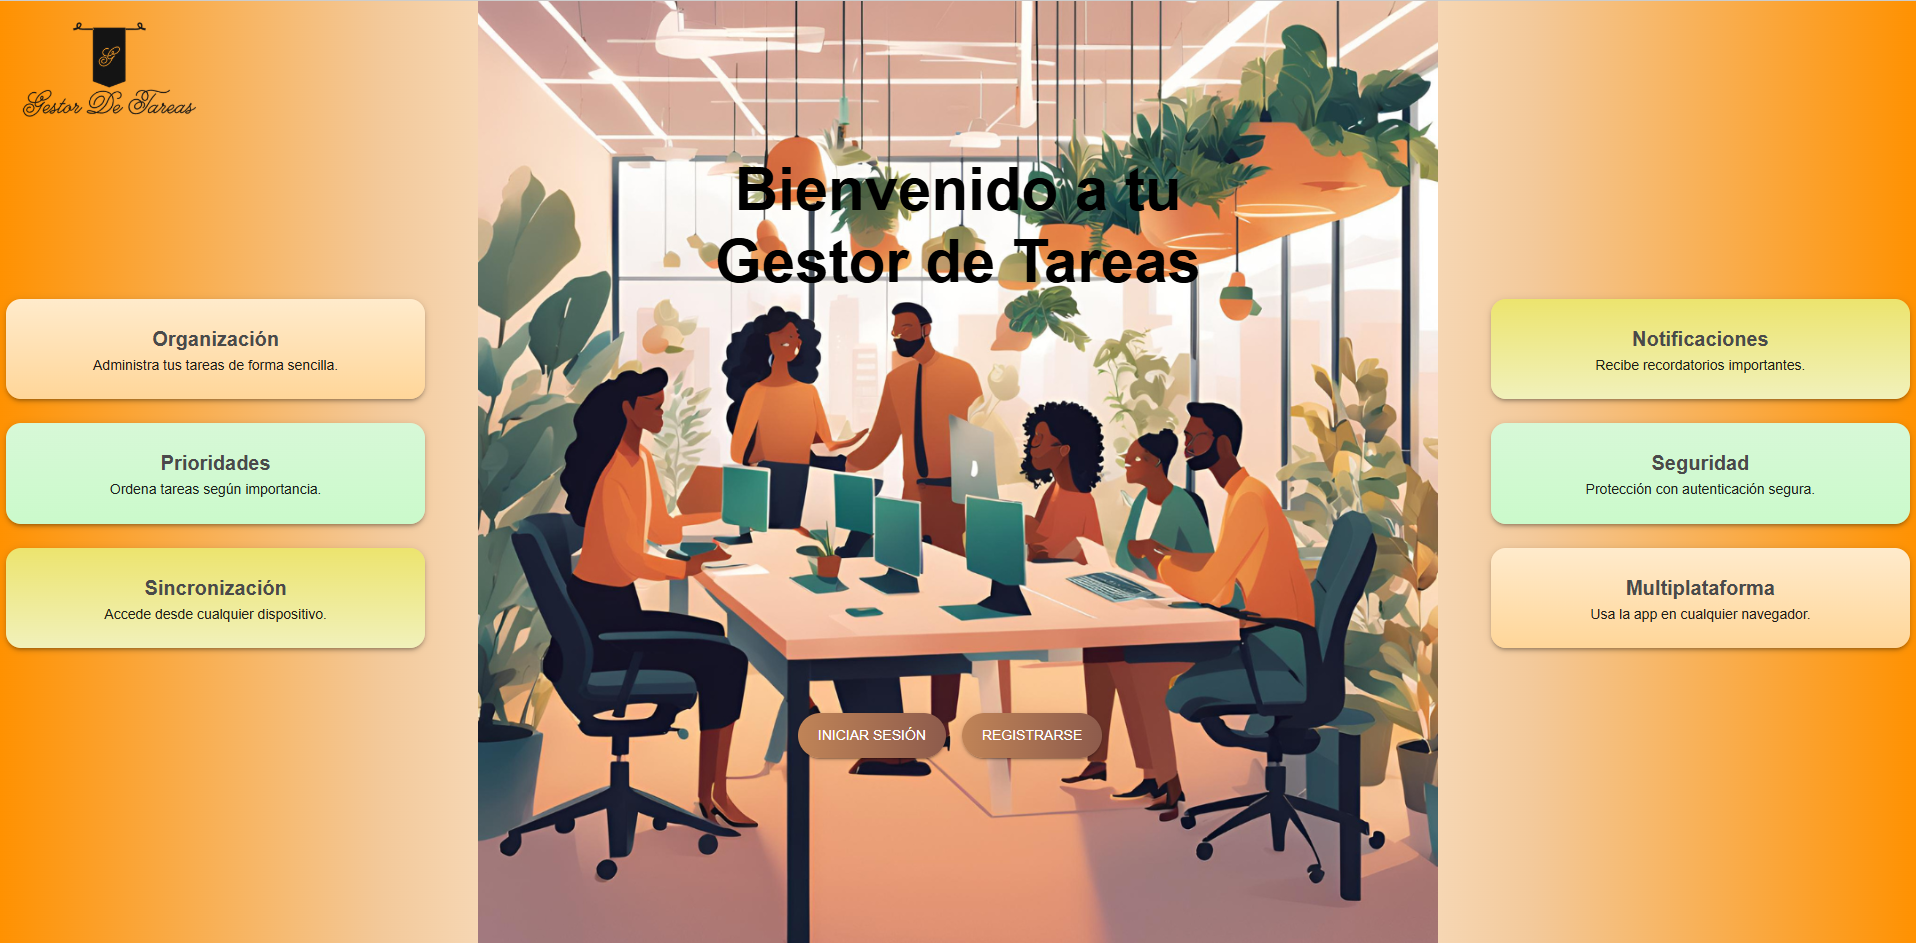 G
Gestor De Tareas
Bienvenido a tu
Gestor de Tareas
Organización
Administra tus tareas de forma sencilla.
Prioridades
Ordena tareas según importancia.
Sincronización
Accede desde cualquier dispositivo.
Notificaciones
Recibe recordatorios importantes.
Seguridad
Protección con autenticación segura.
Multiplataforma
Usa la app en cualquier navegador.
INICIAR SESIÓN
REGISTRARSE